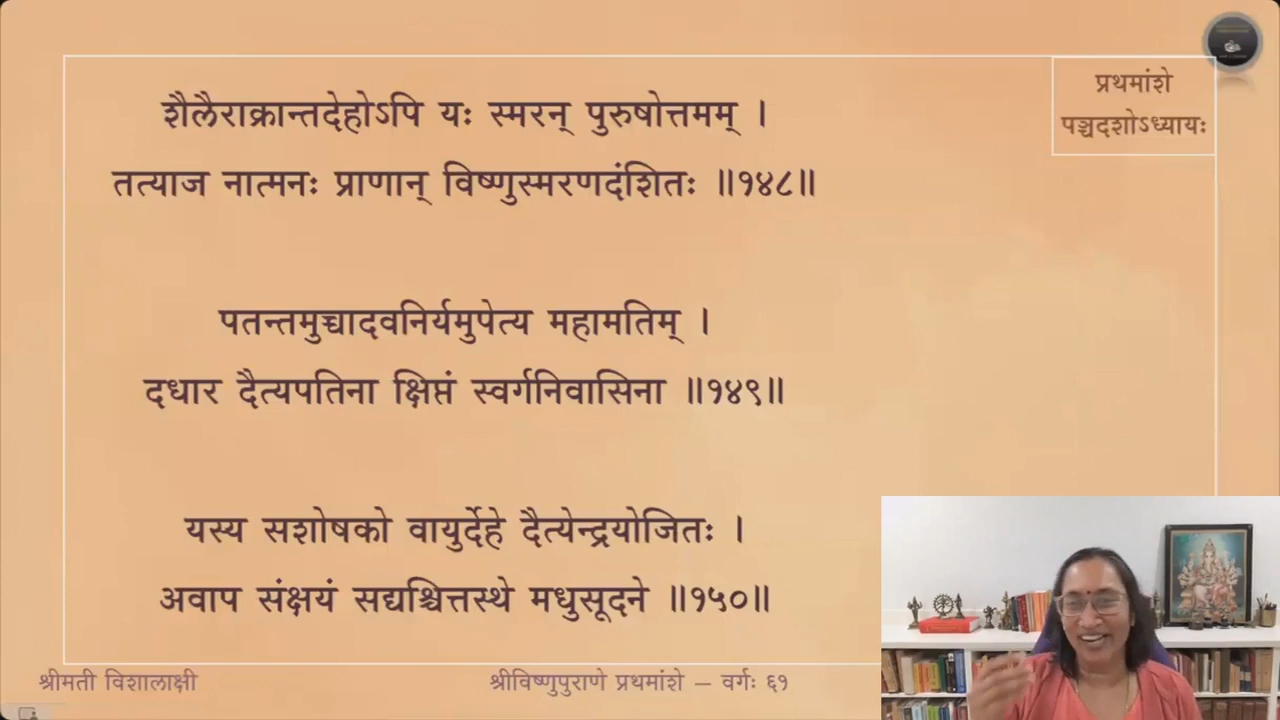 प्रथमांशे
पञ्चदशोऽध्यायः
शैलैराक्रान्तदेहोऽपि यः स्मरन् पुरुषोत्तमम् ।
तत्याज नात्मनः प्राणान् विष्णुस्मरणदंशितः ॥१४८॥
पतन्तमुच्चादवनिर्यमुपेत्य महामतिम् ।
दधार दैत्यपतिना क्षिप्तं स्वर्गनिवासिना ॥१४९॥
यस्य सशोषको वायुर्देहे दैत्येन्द्रयोजितः ।
अवाप संक्षयं सद्यश्चित्तस्थे मधुसूदने ॥१५०॥
श्रीमती विशालाक्षी
श्रीविष्णुपुराणे प्रथमांशे – वर्गः ६१